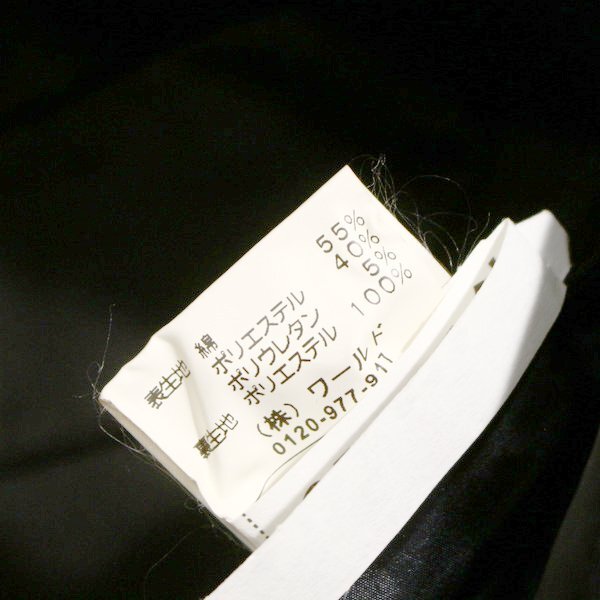 表生地 綿 55%
ポリエステル 40%
ポリウレタン 5%
裏生地 ポリエステル 100%
(株)ワールド
0120-977-911